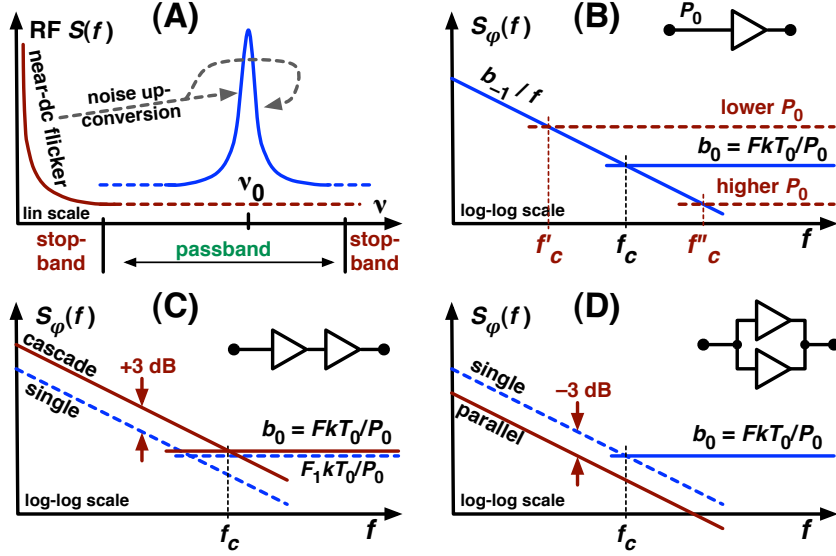 (A)
RF S(f)
near-dc flicker
noise up-
conversion
ν0
ν
lin scale
stop-
band
passband
stop-
band
(B)
Sφ(f)
P0
b−1/f
lower P0
b0 = FkT0/P0
higher P0
log-log scale
f
f'c
fc
f''c
(C)
Sφ(f)
cascade
+3 dB
single
b0 = FkT0/P0
F1kT0/P0
log-log scale
fc
f
(D)
Sφ(f)
single
−3 dB
parallel
b0 = FkT0/P0
log-log scale
fc
f